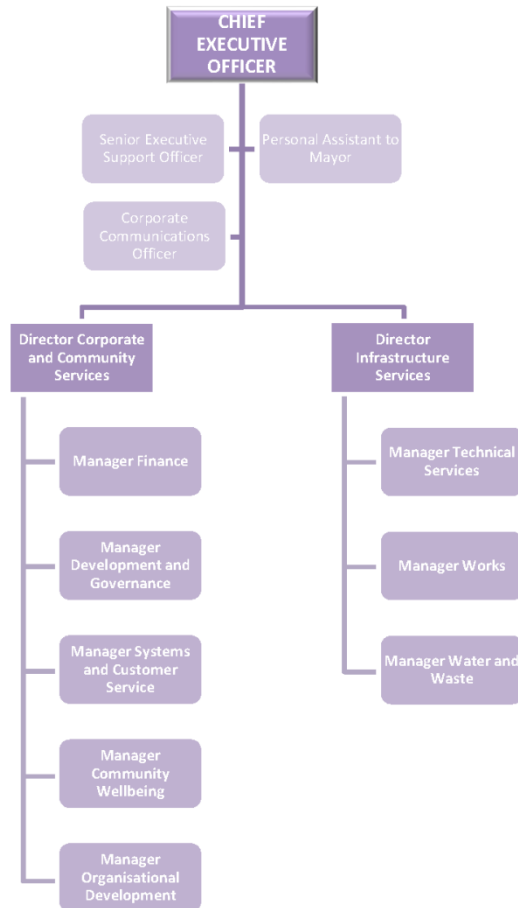 CHIEF
EXECUTIVE
OFFICER
Senior Executive
Support Officer
Personal Assistant to
Mayor
Corporate
Communications
Officer
Director Corporate
and Community
Services
Director
Infrastructure
Services
Manager Finance
Manager
Development and
Governance
Manager Systems
and Customer
Service
Manager
Community
Wellbeing
Manager
Organisational
Development
Manager Technical
Services
Manager Works
Manager Water and
Waste